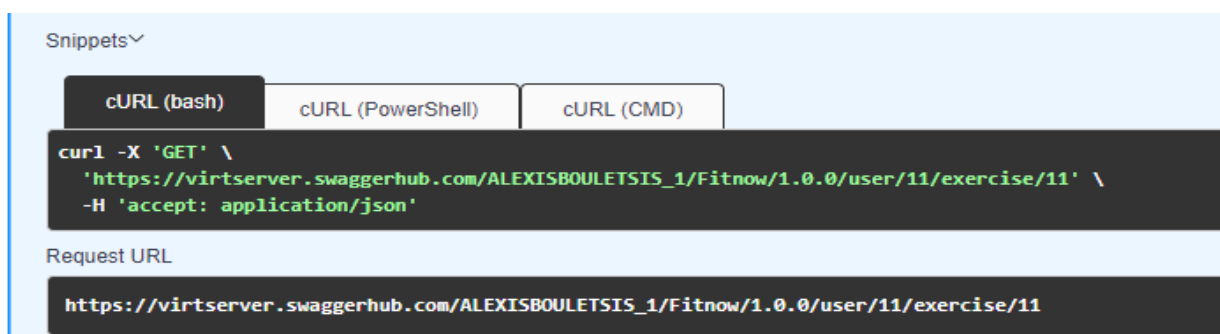 Snippets
cURL (bash) cURL (PowerShell) cURL (CMD)
curl -X 'GET' \
'https://virtserver.swaggerhub.com/ALEXISBOULETSIS_1/Fitnow/1.0.0/user/11/exercise/11' \
-H 'accept: application/json'
Request URL
https://virtserver.swaggerhub.com/ALEXISBOULETSIS_1/Fitnow/1.0.0/user/11/exercise/11